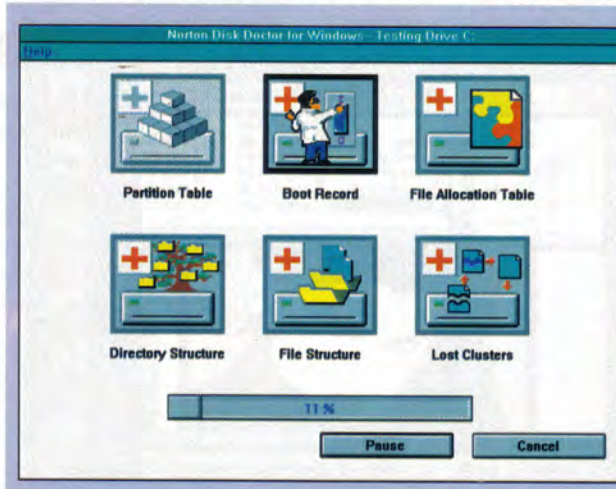 Norton Disk Doctor for Windows - Testing Drive C:
Help
Partition Table
Boot Record
File Allocation Table
Directory Structure
File Structure
Lost Clusters
11 %
Pause
Cancel